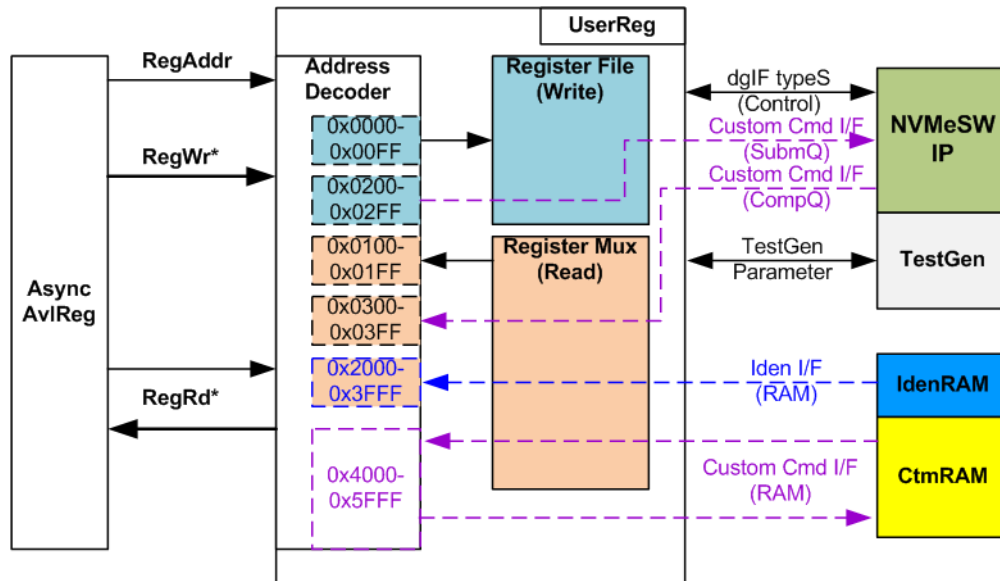 UserReg
Async
AvlReg
RegAddr
RegWr*
RegRd*
Address
Decoder
0x0000-
0x00FF
0x0200-
0x02FF
0x0100-
0x01FF
0x0300-
0x03FF
0x2000-
0x3FFF
0x4000-
0x5FFF
Register File
(Write)
Register Mux
(Read)
dgIF typeS
(Control)
Custom Cmd I/F
(SubmQ)
Custom Cmd I/F
(CompQ)
TestGen
Parameter
Iden I/F
(RAM)
Custom Cmd I/F
(RAM)
NVMeSW
IP
TestGen
IdenRAM
CtmRAM